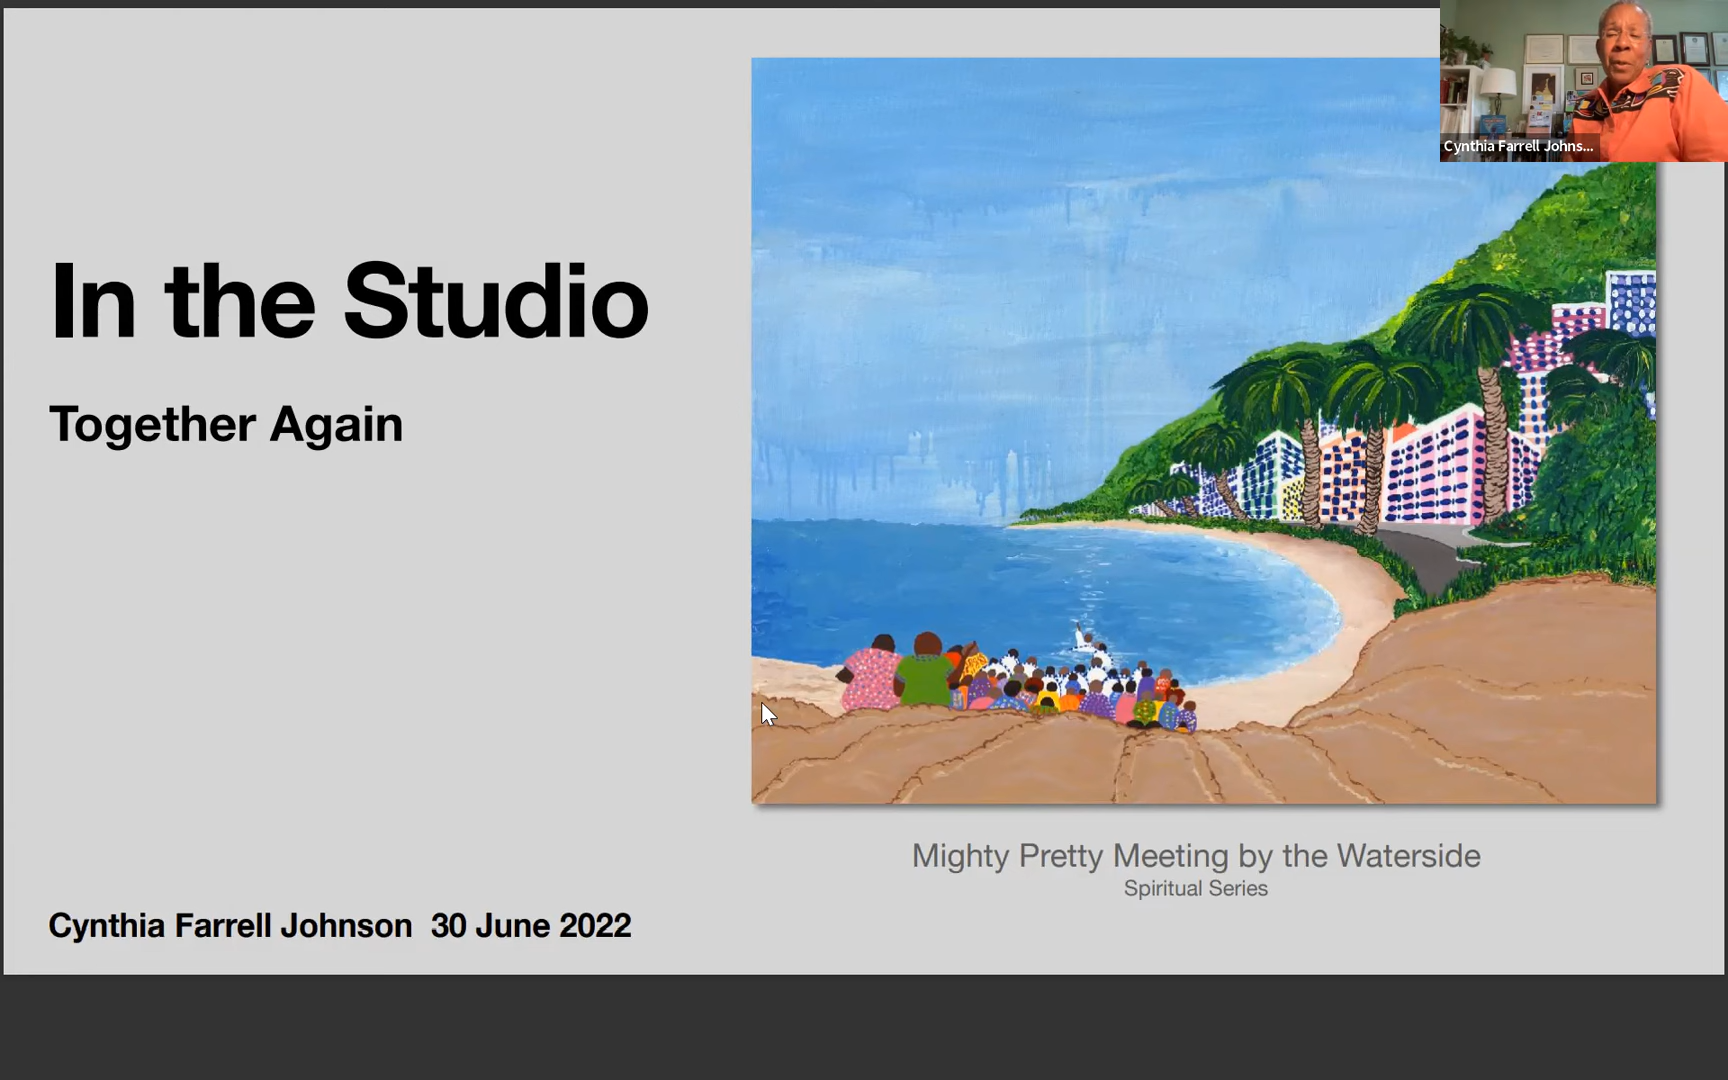 Cynthia Farrell Johns...
In the Studio
Together Again
Mighty Pretty Meeting by the Waterside
Spiritual Series
Cynthia Farrell Johnson 30 June 2022